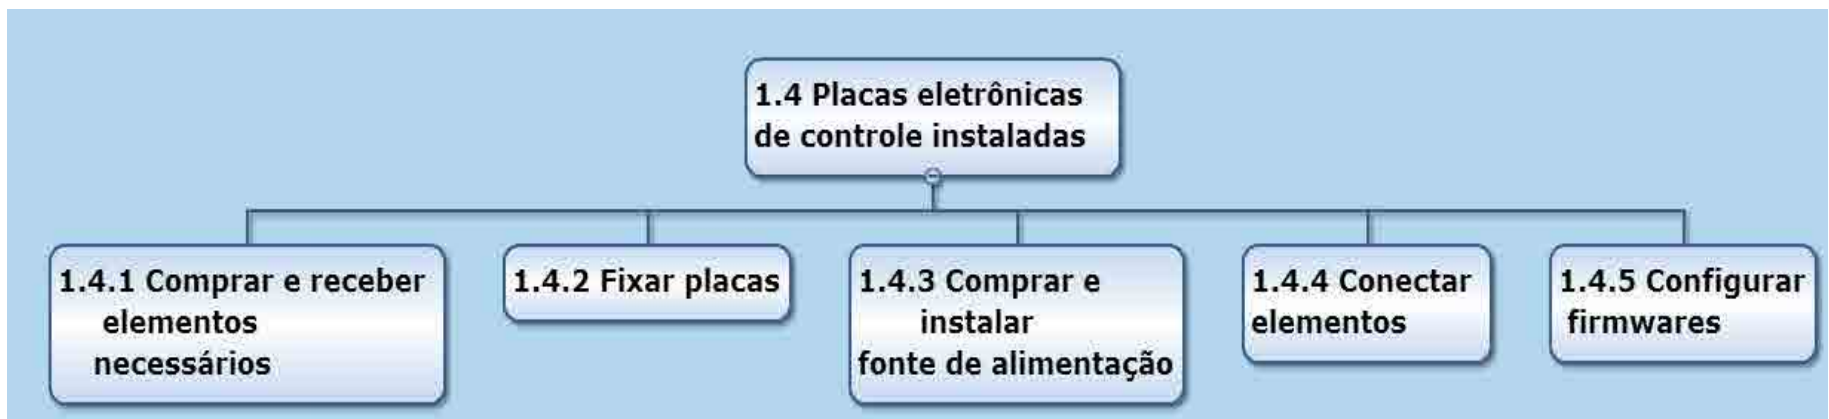 1.4 Placas eletrônicas
de controle instaladas
1.4.1 Comprar e receber
elementos
necessários
1.4.2 Fixar placas
1.4.3 Comprar e
instalar
fonte de alimentação
1.4.4 Conectar
elementos
1.4.5 Configurar
firmwares